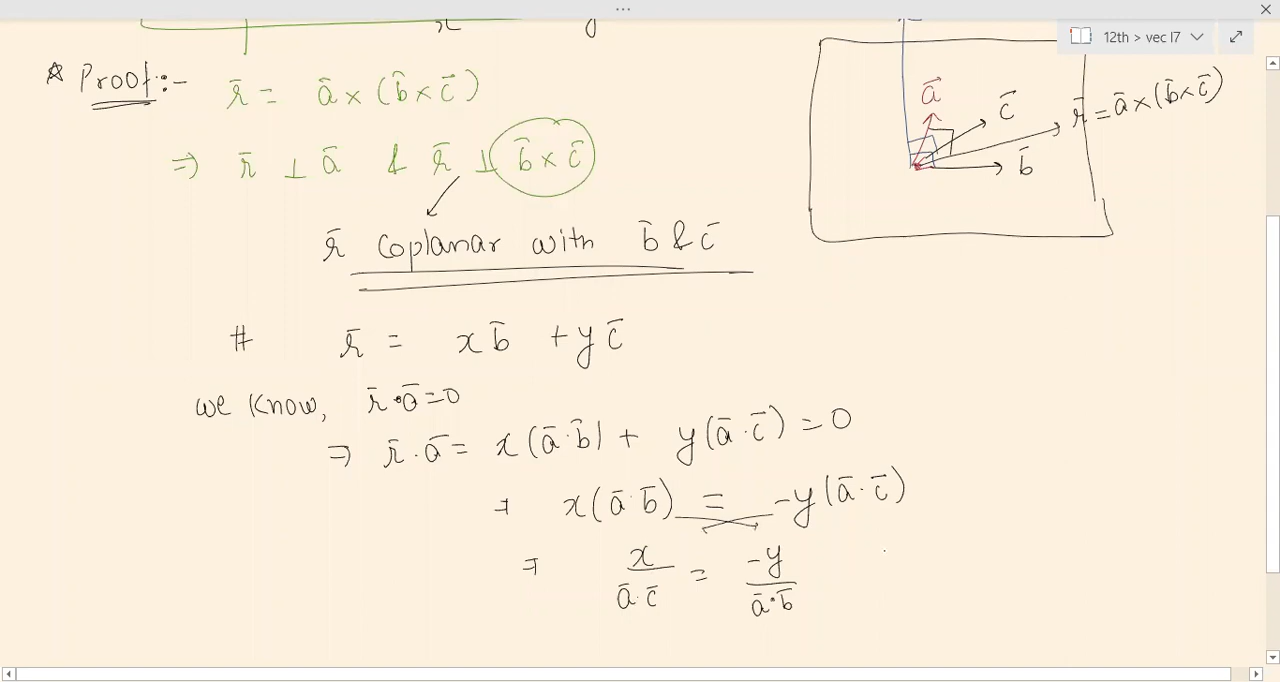 12th > vec l7
* Proof :-
r̄ = ā × (b̄ × c̄)
⇒ r̄ ⊥ ā & r̄ ⊥ b̄ × c̄
r̄ coplanar with b̄ & c̄
# r̄ = x b̄ + y c̄
we know, r̄ · ā = 0
⇒ r̄ · ā = x(ā · b̄) + y(ā · c̄) = 0
⇒ x(ā · b̄) = -y(ā · c̄)
⇒ x/(ā · c̄) = -y/(ā · b̄)
ā
c̄
r̄ = ā × (b̄ × c̄)
b̄